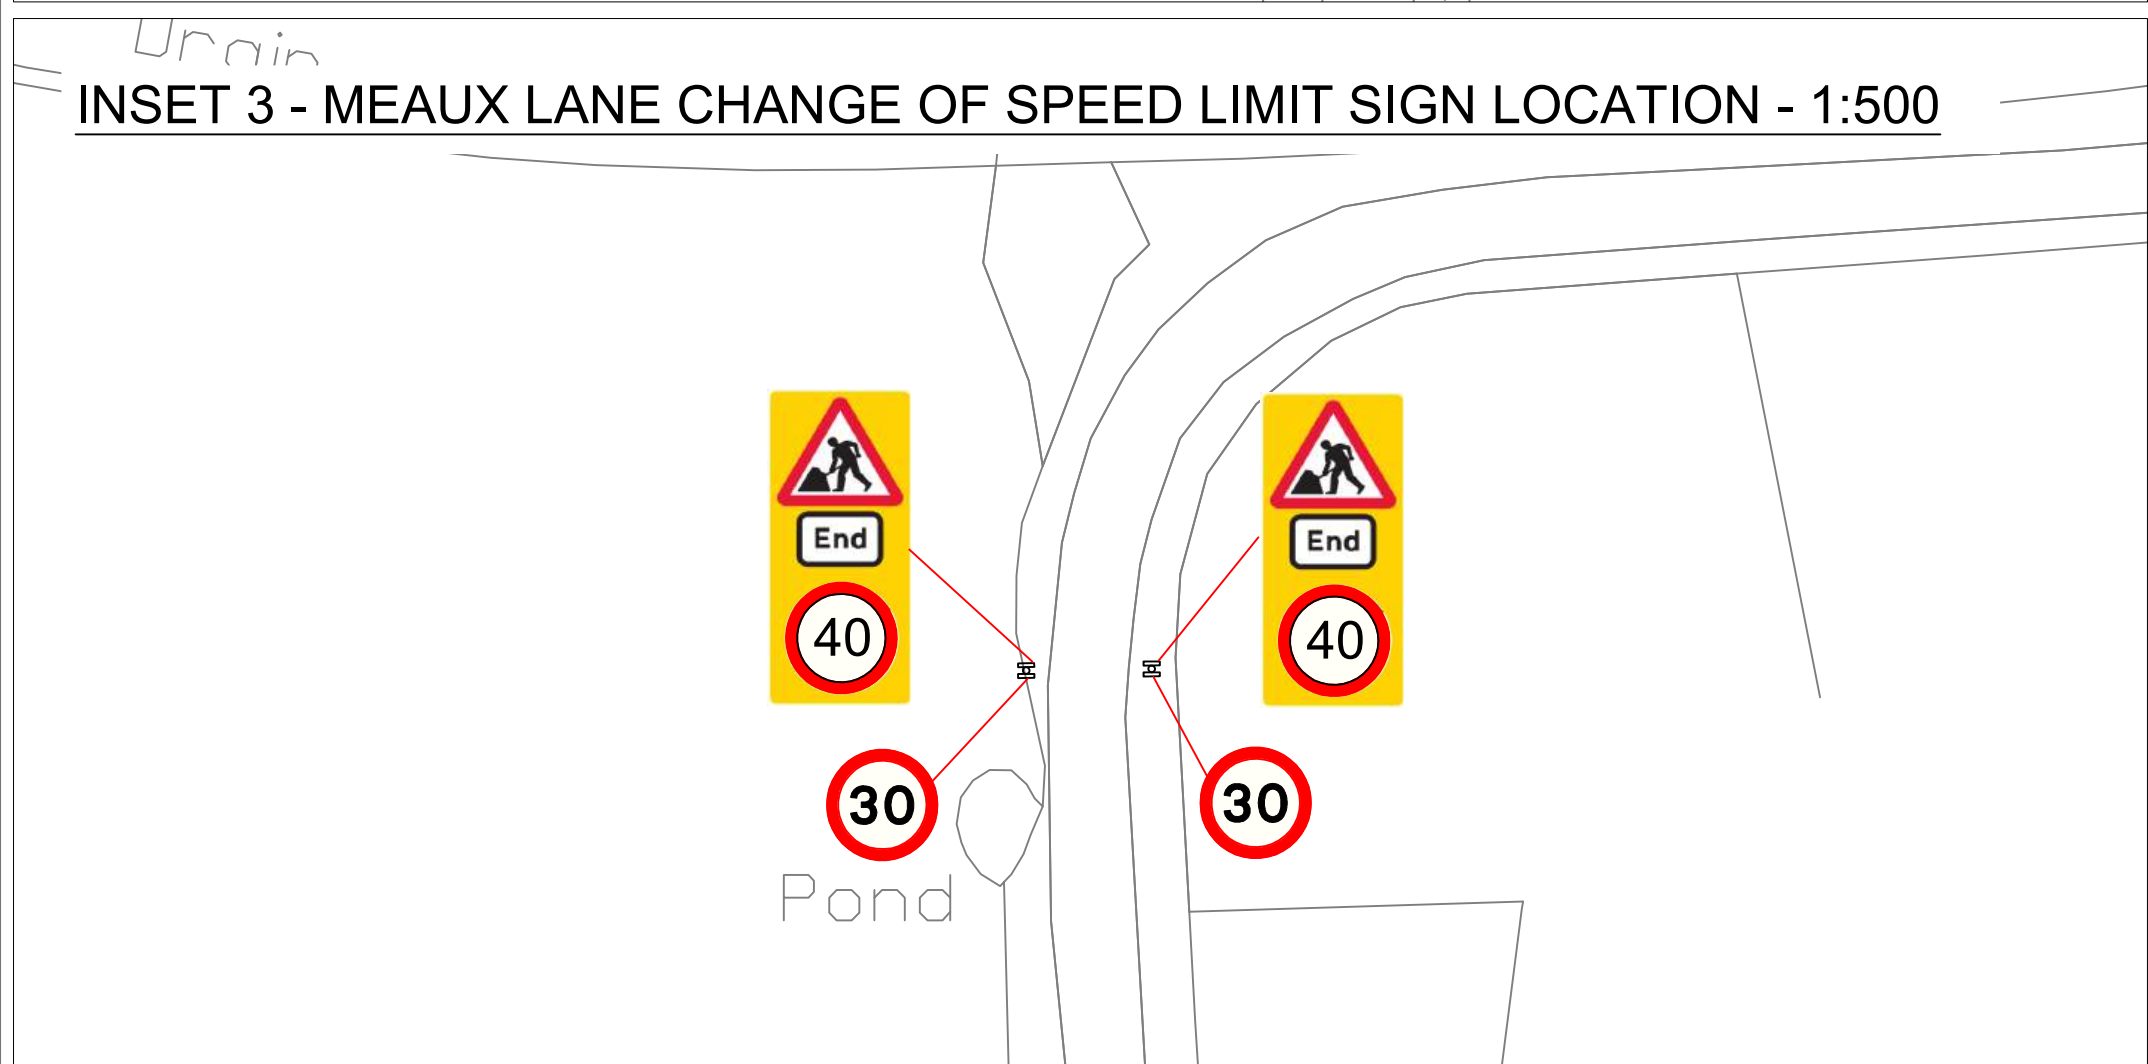 Drain
INSET 3 - MEAUX LANE CHANGE OF SPEED LIMIT SIGN LOCATION - 1:500
End
40
End
40
30
30
Pond